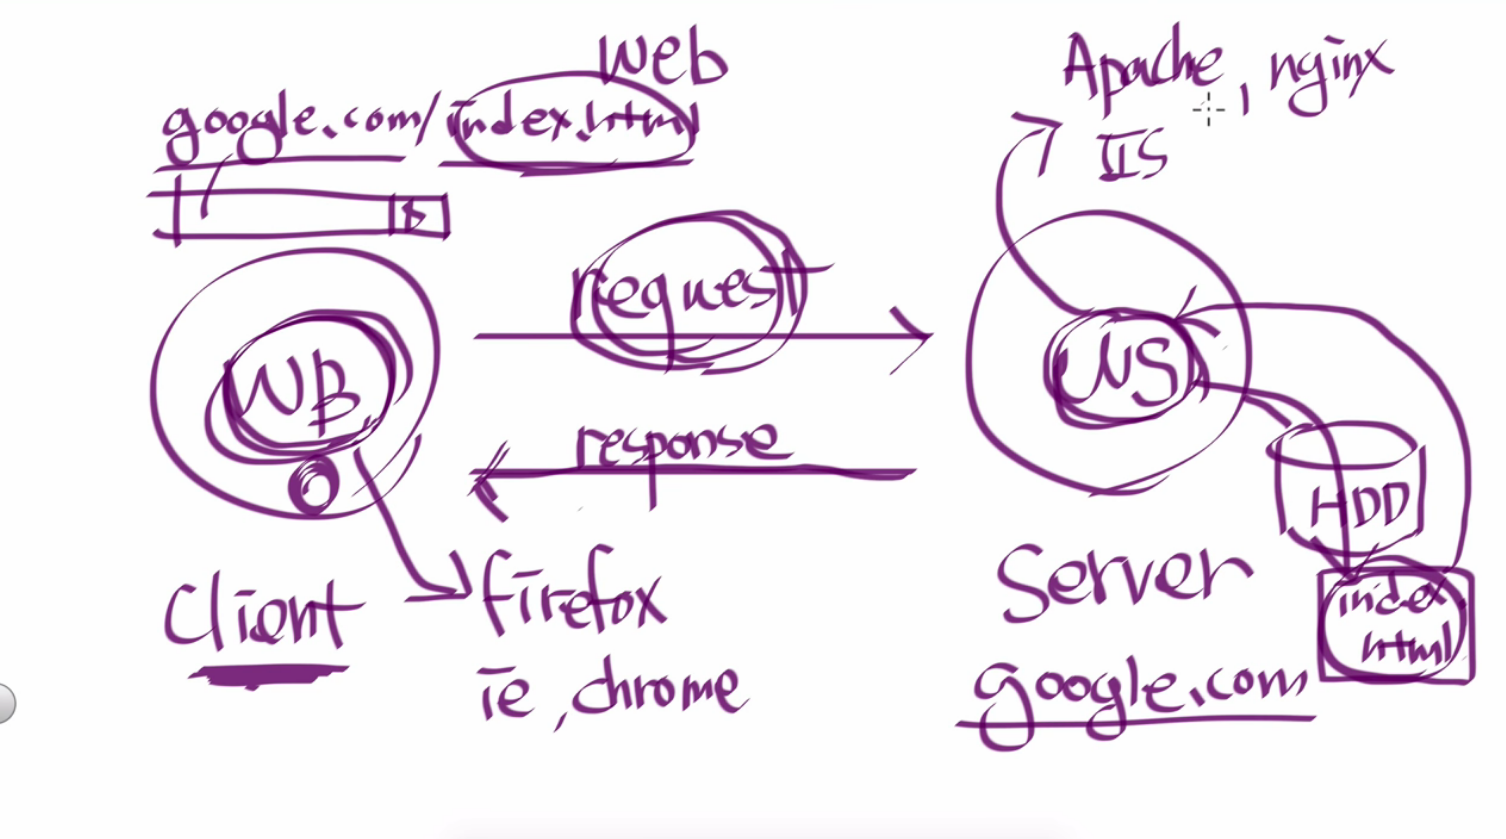 Web
google.com/index.html
Apache, nginx
IIS
request
WB
WS
response
HDD
index.
html
Client
firefox
ie, chrome
Server
google.com